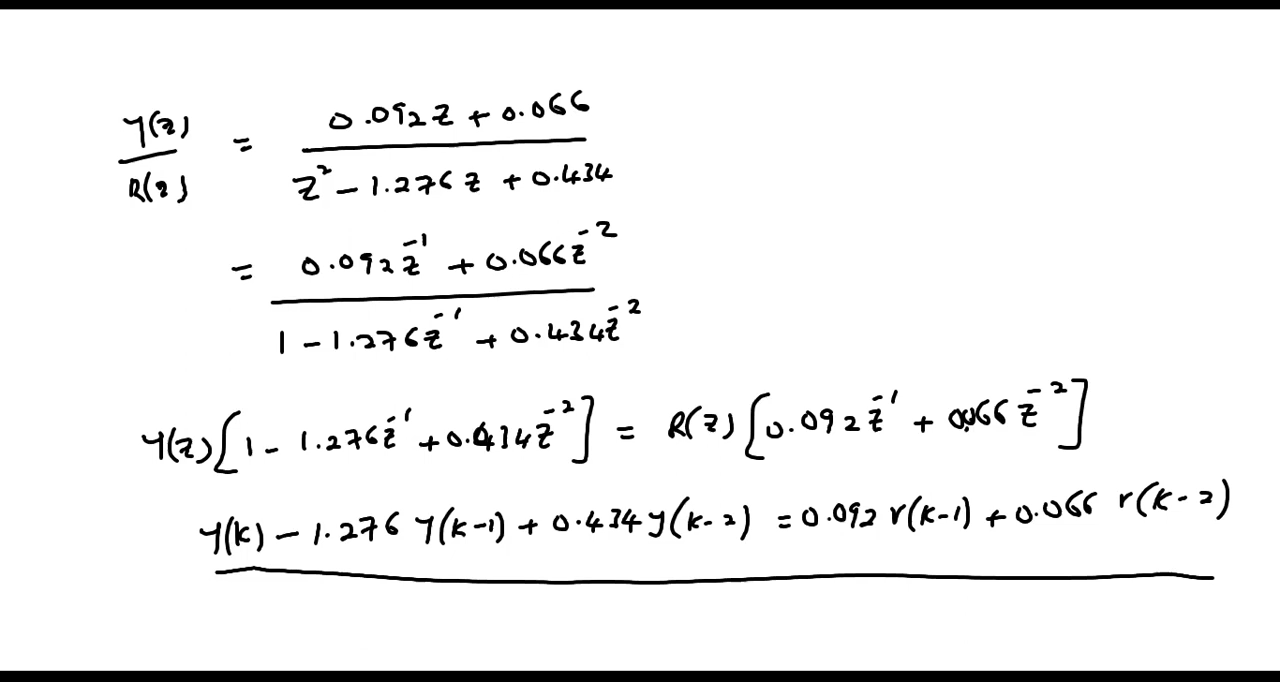 Y(z)/R(z) = (0.092z + 0.066)/(z² - 1.276z + 0.434)
= (0.092z⁻¹ + 0.066z⁻²)/(1 - 1.276z⁻¹ + 0.434z⁻²)
Y(z)[1 - 1.276z⁻¹ + 0.434z⁻²] = R(z)[0.092z⁻¹ + 0.066z⁻²]
y(k) - 1.276 y(k-1) + 0.434 y(k-2) = 0.092 r(k-1) + 0.066 r(k-2)